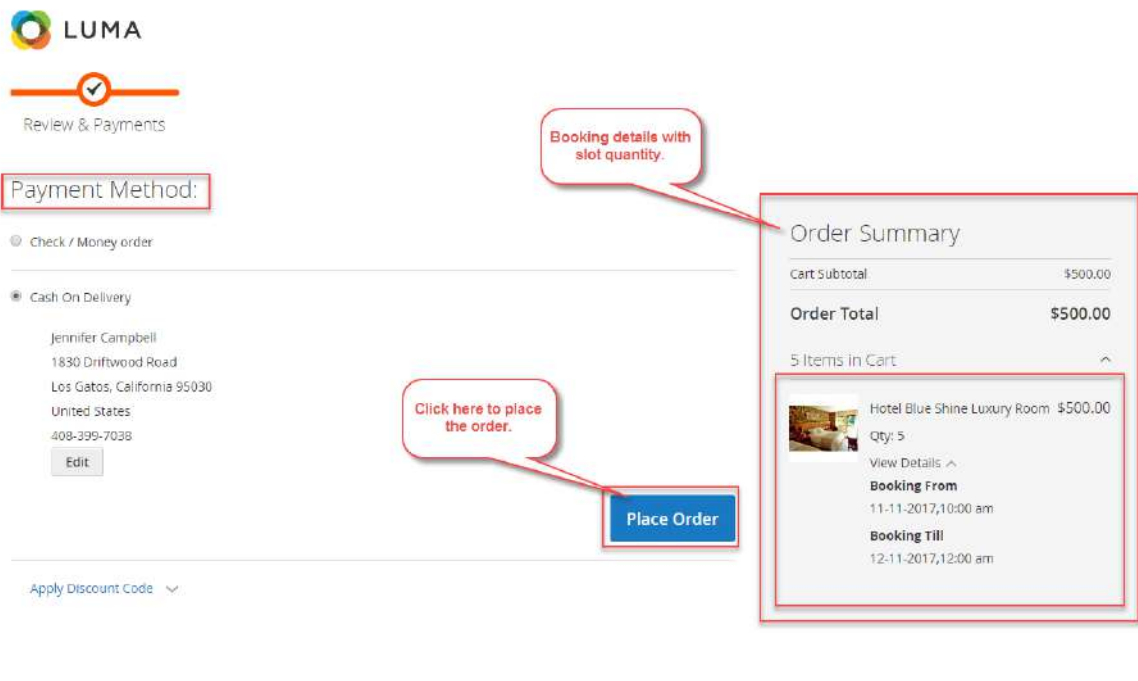 LUMA
Review & Payments
Booking details with
slot quantity.
Payment Method:
Check / Money order
Cash On Delivery
Jennifer Campbell
1830 Driftwood Road
Los Gatos, California 95030
United States
408-399-7038
Edit
Click here to place
the order.
Place Order
Apply Discount Code
Order Summary
Cart Subtotal $500.00
Order Total $500.00
5 Items in Cart
Hotel Blue Shine Luxury Room $500.00
Qty: 5
View Details
Booking From
11-11-2017,10:00 am
Booking Till
12-11-2017,12:00 am